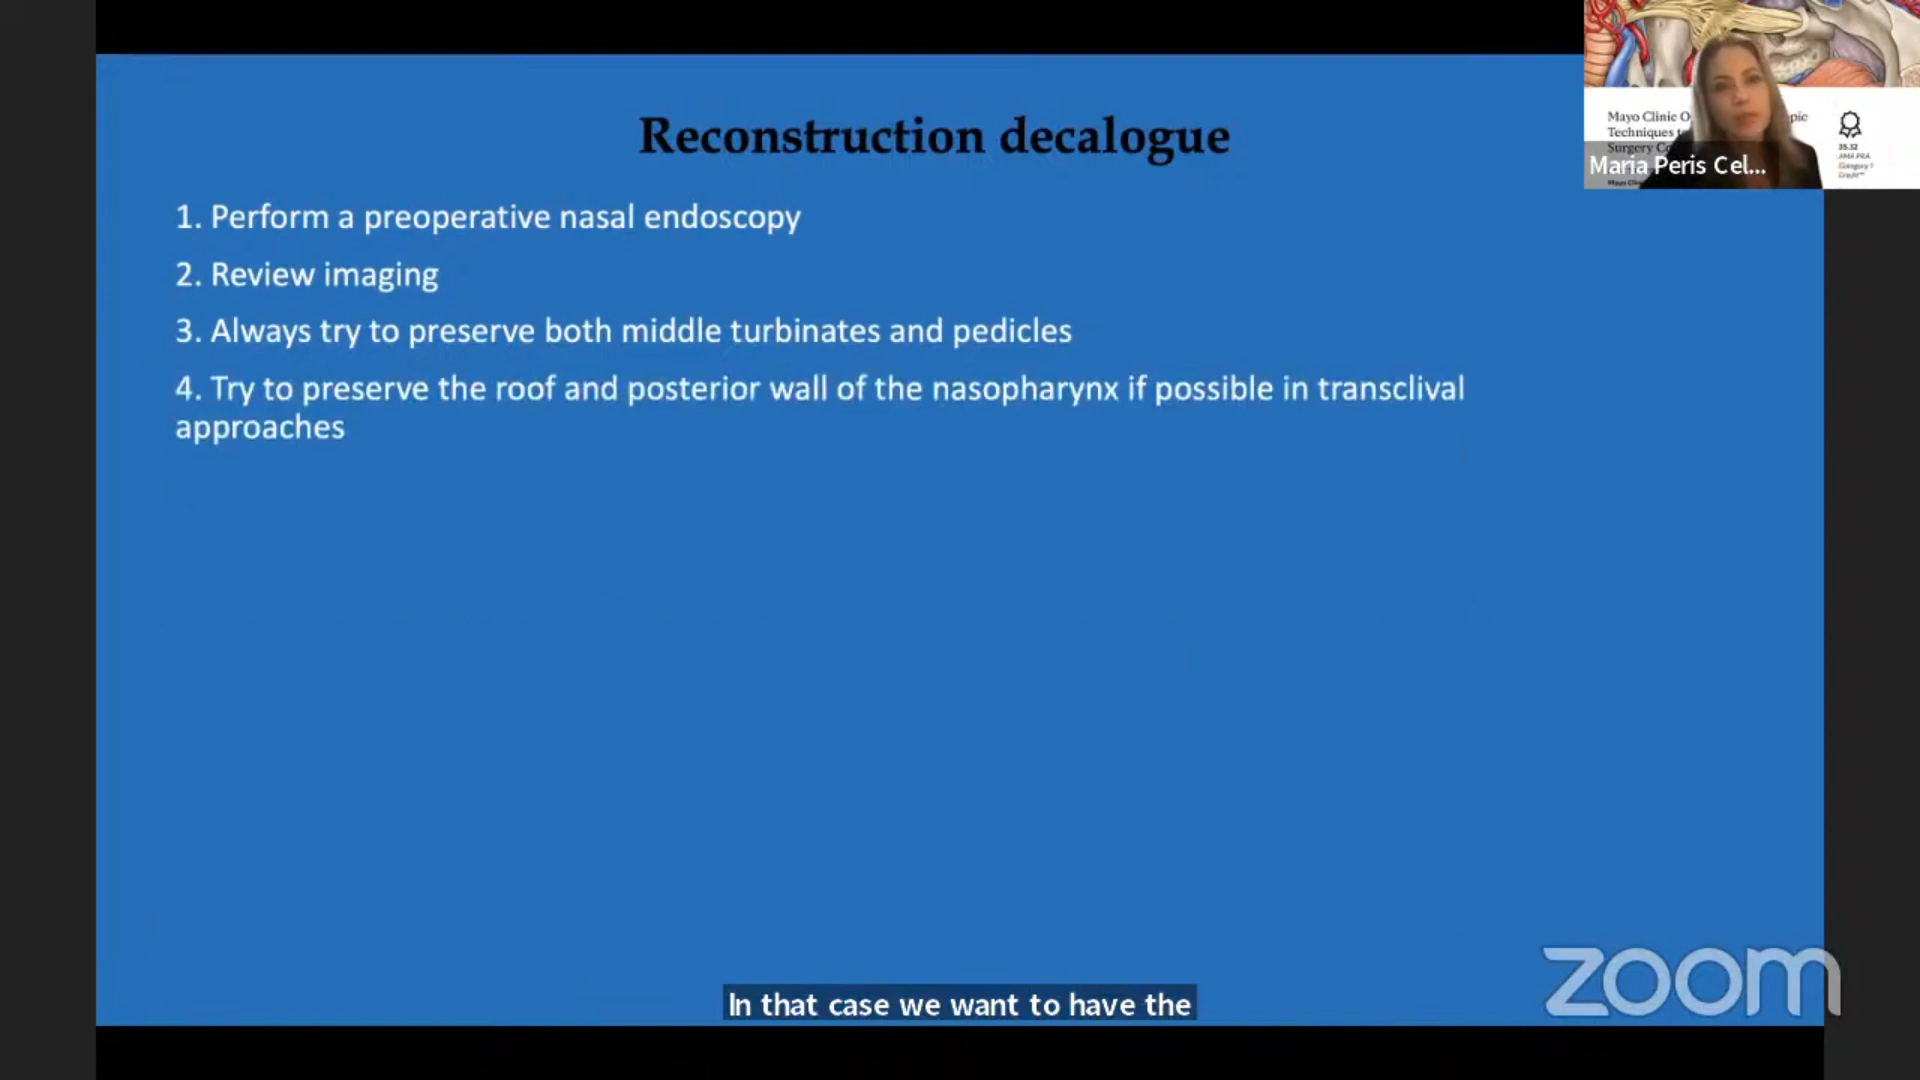 Reconstruction decalogue
1. Perform a preoperative nasal endoscopy
2. Review imaging
3. Always try to preserve both middle turbinates and pedicles
4. Try to preserve the roof and posterior wall of the nasopharynx if possible in transclival
approaches
Mayo Clinic O
Techniques
Surgery Co
Maria Peris Cel...
In that case we want to have the
zoom